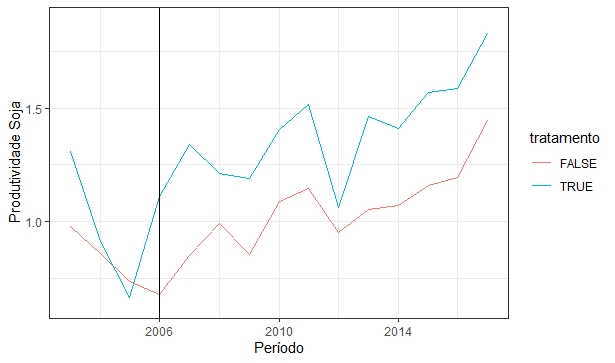 Produtividade Soja
1.5
1.0
2006
2010
2014
Período
tratamento
FALSE
TRUE